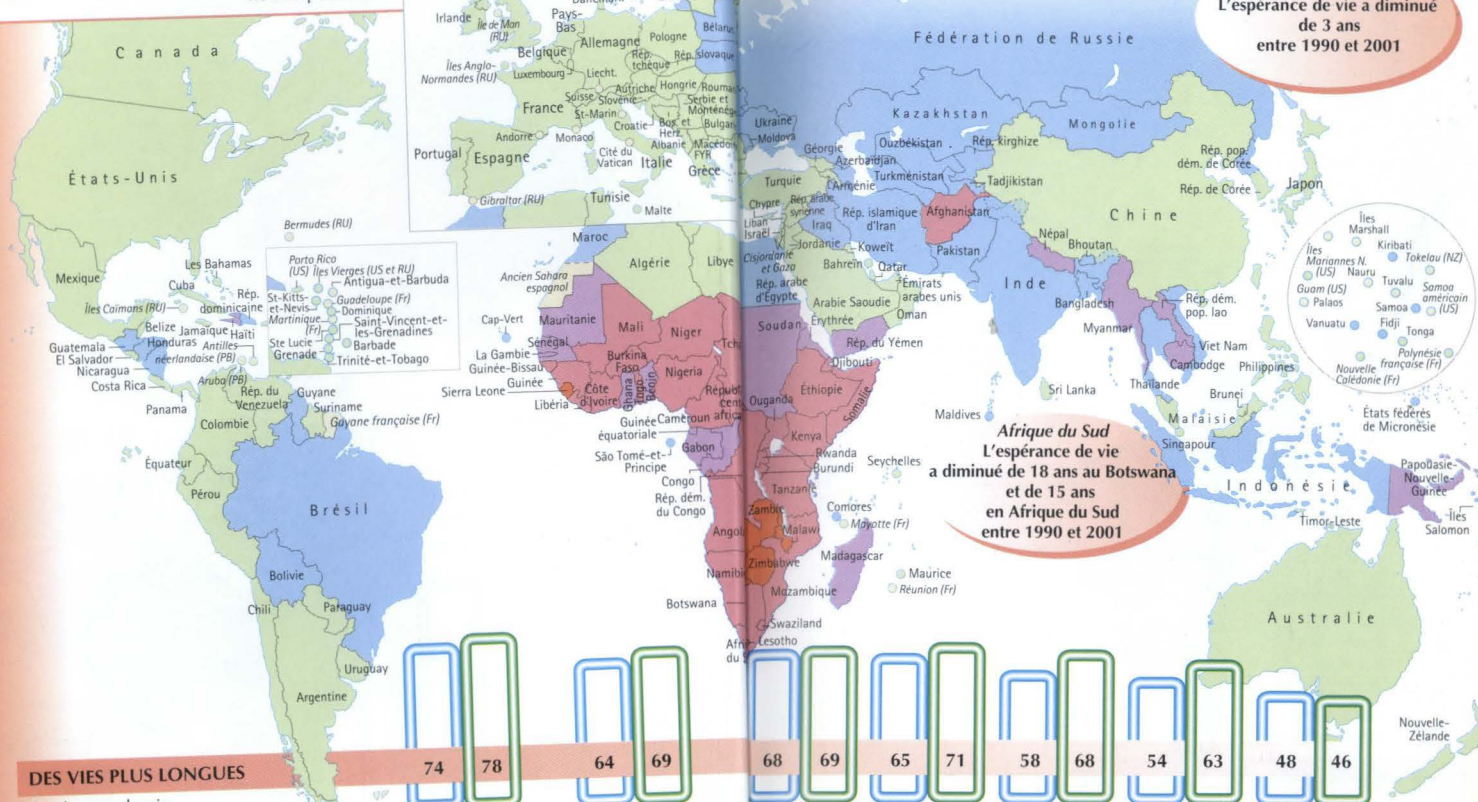 Irlande
Île de Man
(RU)
Pays-
Bas
Belgique
Allemagne
Pologne
Rép.
tchèque
Rép. slovaque
Îles Anglo-
Normandes (RU)
Luxembourg
Liecht.
Autriche
Hongrie
France
Suisse
Slovénie
Serbie et
St-Marin
Croatie
Albanie
Andorre
Monaco
Cité du
Vatican
Italie
FYR
Grèce
Portugal
Espagne
Gibraltar (RU)
Tunisie
Malte
L'espérance de vie a diminué
de 3 ans
entre 1990 et 2001
Canada
États-Unis
Mexique
Bermudes (RU)
Les Bahamas
Cuba
Îles Caïmans (RU)
Rép.
dominicaine
Belize
Jamaïque
Haïti
Honduras
Guatemala
El Salvador
Nicaragua
Costa Rica
Panama
Antilles
néerlandaise (PB)
Aruba (PB)
Porto Rico
(US)
Îles Vierges (US et RU)
Antigua-et-Barbuda
St-Kitts-
et-Nevis
Guadeloupe (Fr)
Dominique
Martinique
(Fr)
Saint-Vincent-et-
les-Grenadines
Ste Lucie
Barbade
Grenade
Trinité-et-Tobago
Rép. du
Venezuela
Guyane
Suriname
Guyane française (Fr)
Colombie
Équateur
Pérou
Brésil
Bolivie
Chili
Paraguay
Uruguay
Argentine
Fédération de Russie
Ukraine
Moldova
Kazakhstan
Mongolie
Géorgie
Ouzbékistan
Rép. kirghize
Azerbaïdjan
Arménie
Turkménistan
Tadjikistan
Turquie
Chypre
Rép. arabe
syrienne
Liban
Israël
Iraq
Jordanie
Rép. islamique
d'Iran
Afghanistan
Koweït
Pakistan
Chine
Rép. pop.
dém. de Corée
Rép. de Corée
Japon
Népal
Bhoutan
Inde
Bangladesh
Myanmar
Rép. dém.
pop. lao
Viet Nam
Thaïlande
Cambodge
Philippines
Cisjordanie
et Gaza
Bahreïn
Qatar
Émirats
arabes unis
Arabie Saoudie
Oman
Rép. du Yémen
Maroc
Ancien Sahara
espagnol
Algérie
Libye
Rép. arabe
d'Égypte
Cap-Vert
Mauritanie
Mali
Niger
Soudan
Érythrée
Djibouti
Sénégal
La Gambie
Guinée-Bissau
Guinée
Sierra Leone
Libéria
Burkina
Faso
Côte
d'Ivoire
Ghana
Togo
Bénin
Nigeria
Éthiopie
Somalie
Ouganda
Kenya
Cameroun
Guinée
équatoriale
São Tomé-et-
Principe
Gabon
Congo
Rép. dém.
du Congo
Rwanda
Burundi
Tanzanie
Zambie
Malawi
Zimbabwe
Mozambique
Botswana
Swaziland
Lesotho
Seychelles
Comores
Mayotte (Fr)
Madagascar
Maurice
Réunion (Fr)
Maldives
Sri Lanka
Brunei
Malaisie
Singapour
Indonésie
Timor-Leste
Papouasie-
Nouvelle-
Guinée
Îles
Salomon
États fédérés
de Micronésie
Îles
Marshall
Îles
Mariannes N.
(US)
Kiribati
Tokelau (NZ)
Nauru
Guam (US)
Tuvalu
Palaos
Samoa
Samoa
américain
(US)
Vanuatu
Fidji
Tonga
Nouvelle
Calédonie (Fr)
Polynésie
française (Fr)
Australie
Nouvelle-
Zélande
Afrique du Sud
L'espérance de vie
a diminué de 18 ans au Botswana
et de 15 ans
en Afrique du Sud
entre 1990 et 2001
DES VIES PLUS LONGUES
74 78 64 69 68 69 65 71 58 68 54 63 48 46